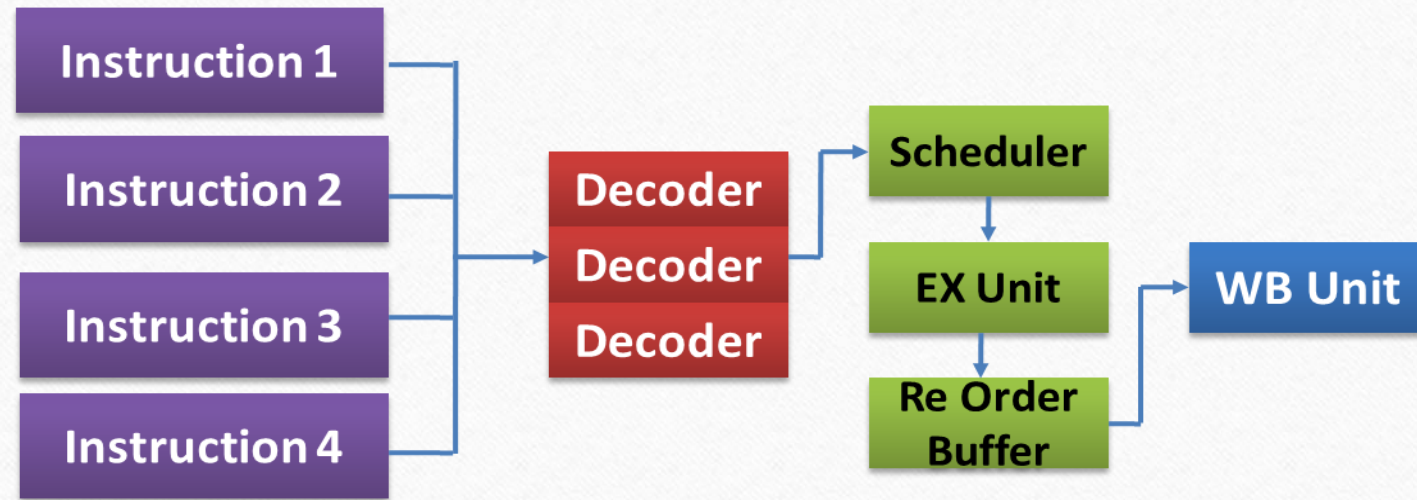 Instruction 1
Instruction 2
Instruction 3
Instruction 4
Decoder
Decoder
Decoder
Scheduler
EX Unit
Re Order
Buffer
WB Unit